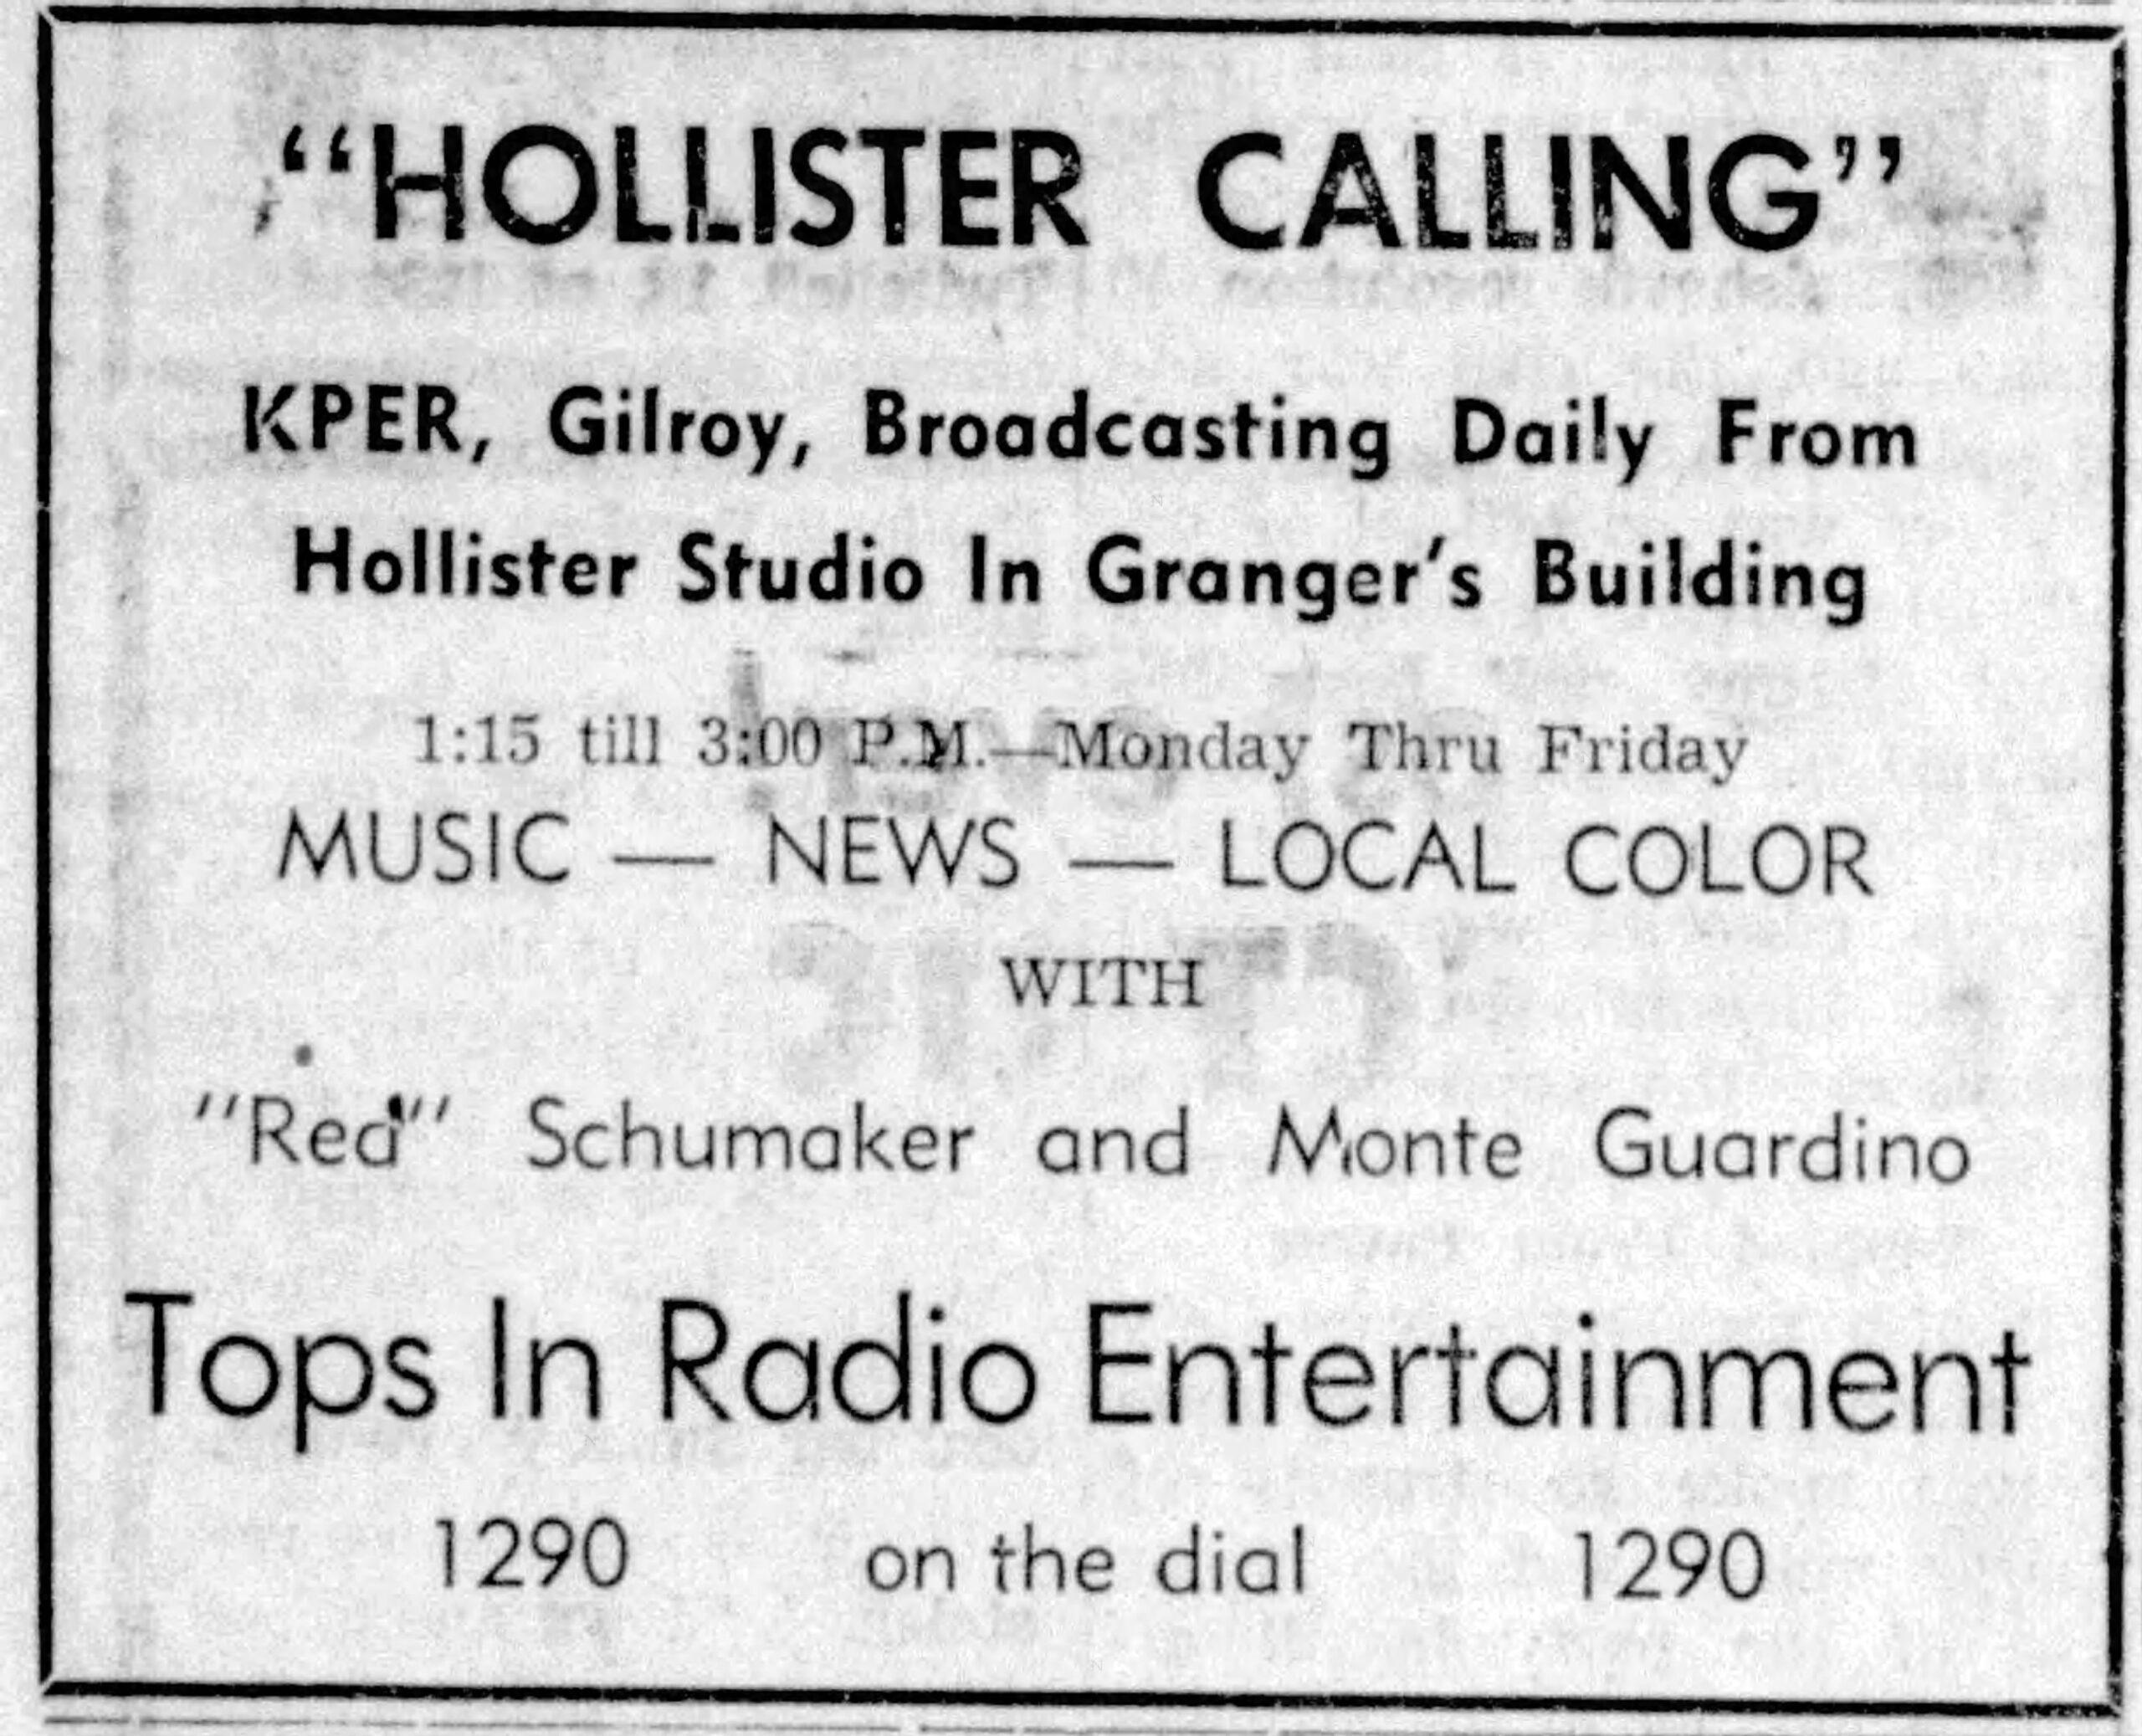 “HOLLISTER CALLING”
KPER, Gilroy, Broadcasting Daily From
Hollister Studio In Granger's Building
1:15 till 3:00 P.M.—Monday Thru Friday
MUSIC — NEWS — LOCAL COLOR
WITH
"Red" Schumaker and Monte Guardino
Tops In Radio Entertainment
1290 on the dial 1290